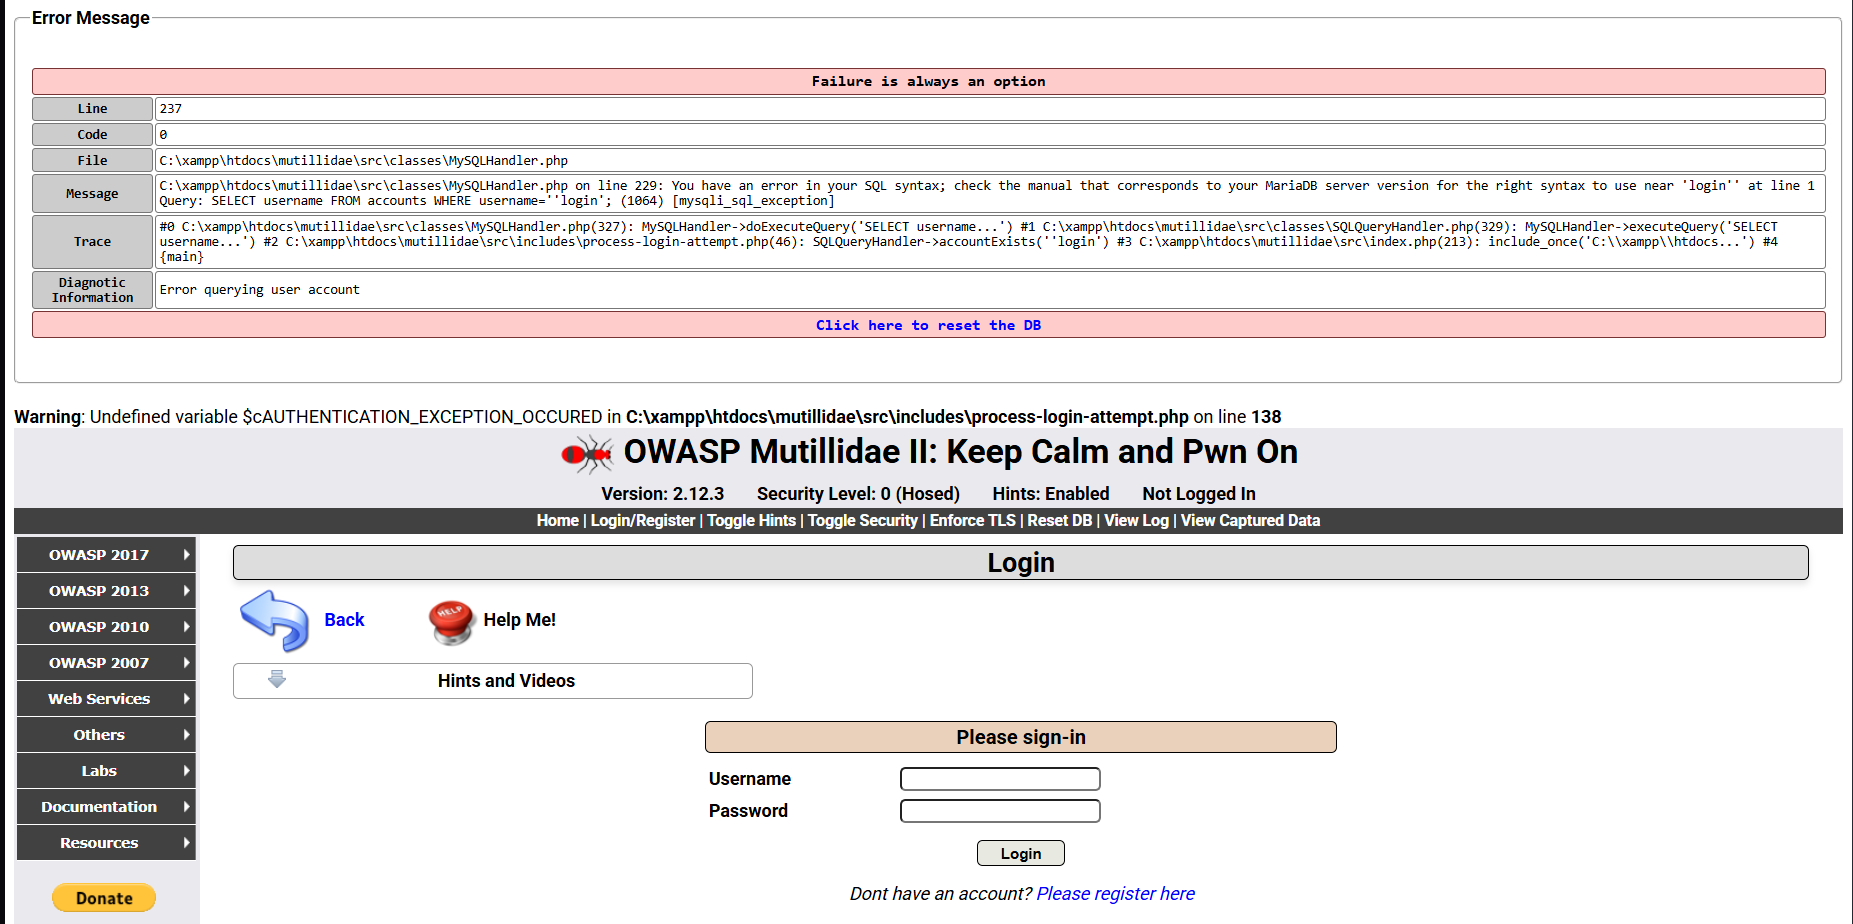 Error Message
Failure is always an option
Line 237
Code 0
File C:\xampp\htdocs\mutillidae\src\classes\MySQLHandler.php
Message C:\xampp\htdocs\mutillidae\src\classes\MySQLHandler.php on line 229: You have an error in your SQL syntax; check the manual that corresponds to your MariaDB server version for the right syntax to use near 'login'' at line 1
Query: SELECT username FROM accounts WHERE username=''login'; (1064) [mysqli_sql_exception]
Trace #0 C:\xampp\htdocs\mutillidae\src\classes\MySQLHandler.php(327): MySQLHandler->doExecuteQuery('SELECT username...') #1 C:\xampp\htdocs\mutillidae\src\classes\SQLQueryHandler.php(329): MySQLHandler->executeQuery('SELECT
username...') #2 C:\xampp\htdocs\mutillidae\src\includes\process-login-attempt.php(46): SQLQueryHandler->accountExists(''login') #3 C:\xampp\htdocs\mutillidae\src\index.php(213): include_once('C:\\xampp\\htdocs...') #4
{main}
Diagnostic
Information
Error querying user account
Click here to reset the DB
Warning: Undefined variable $cAUTHENTICATION_EXCEPTION_OCCURED in C:\xampp\htdocs\mutillidae\src\includes\process-login-attempt.php on line 138
OWASP Mutillidae II: Keep Calm and Pwn On
Version: 2.12.3 Security Level: 0 (Hosed) Hints: Enabled Not Logged In
Home | Login/Register | Toggle Hints | Toggle Security | Enforce TLS | Reset DB | View Log | View Captured Data
OWASP 2017
OWASP 2013
OWASP 2010
OWASP 2007
Web Services
Others
Labs
Documentation
Resources
Donate
Login
Back
HELP
Help Me!
Hints and Videos
Please sign-in
Username
Password
Login
Dont have an account? Please register here